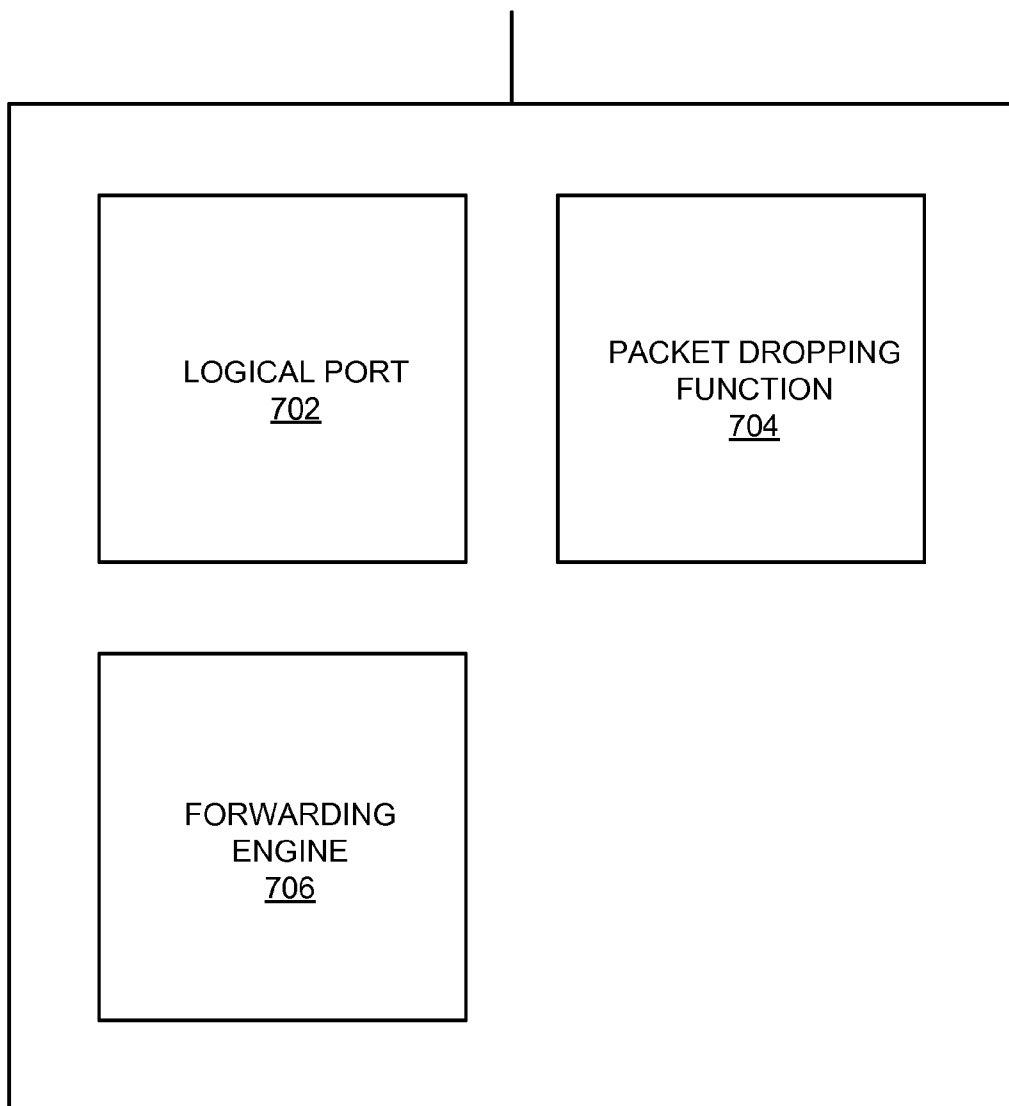 LOGICAL PORT
702
PACKET DROPPING
FUNCTION
704
FORWARDING
ENGINE
706